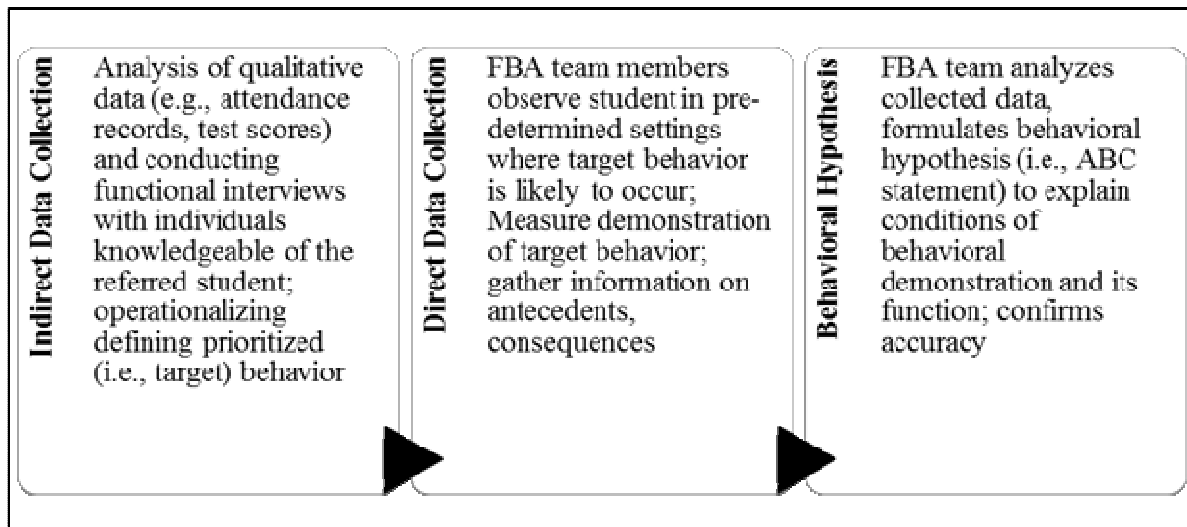 Indirect Data Collection
Analysis of qualitative
data (e.g., attendance
records, test scores)
and conducting
functional interviews
with individuals
knowledgeable of the
referred student;
operationalizing
defining prioritized
(i.e., target) behavior
Direct Data Collection
FBA team members
observe student in pre-
determined settings
where target behavior
is likely to occur;
Measure demonstration
of target behavior;
gather information on
antecedents,
consequences
Behavioral Hypothesis
FBA team analyzes
collected data,
formulates behavioral
hypothesis (i.e., ABC
statement) to explain
conditions of
behavioral
demonstration and its
function; confirms
accuracy